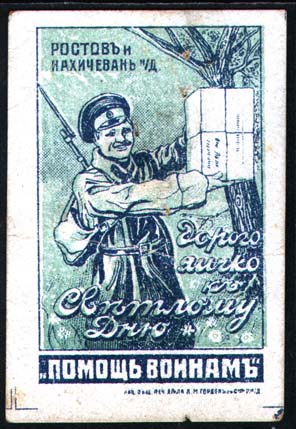 Ростовъ и
Нахичевань н/Д.
Дорого
яичко
къ
Свѣтлому
Дню
„ПОМОЩЬ ВОИНАМЪ"